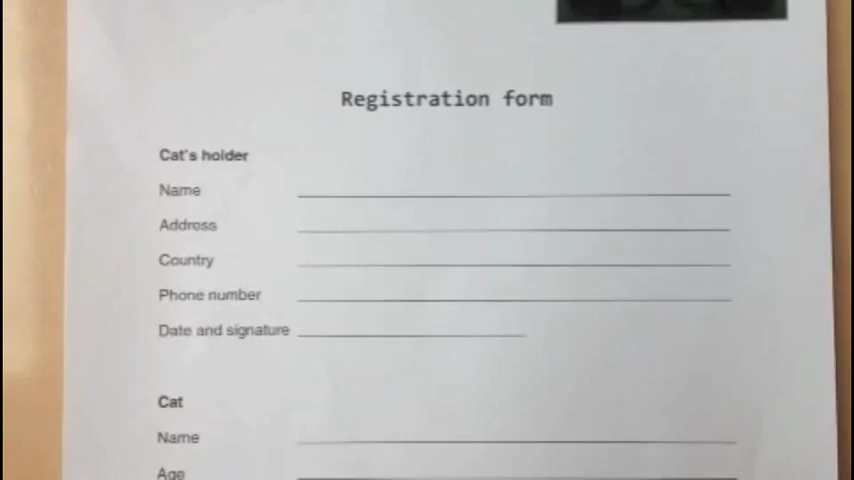 Registration form
Cat's holder
Name
Address
Country
Phone number
Date and signature
Cat
Name
Age